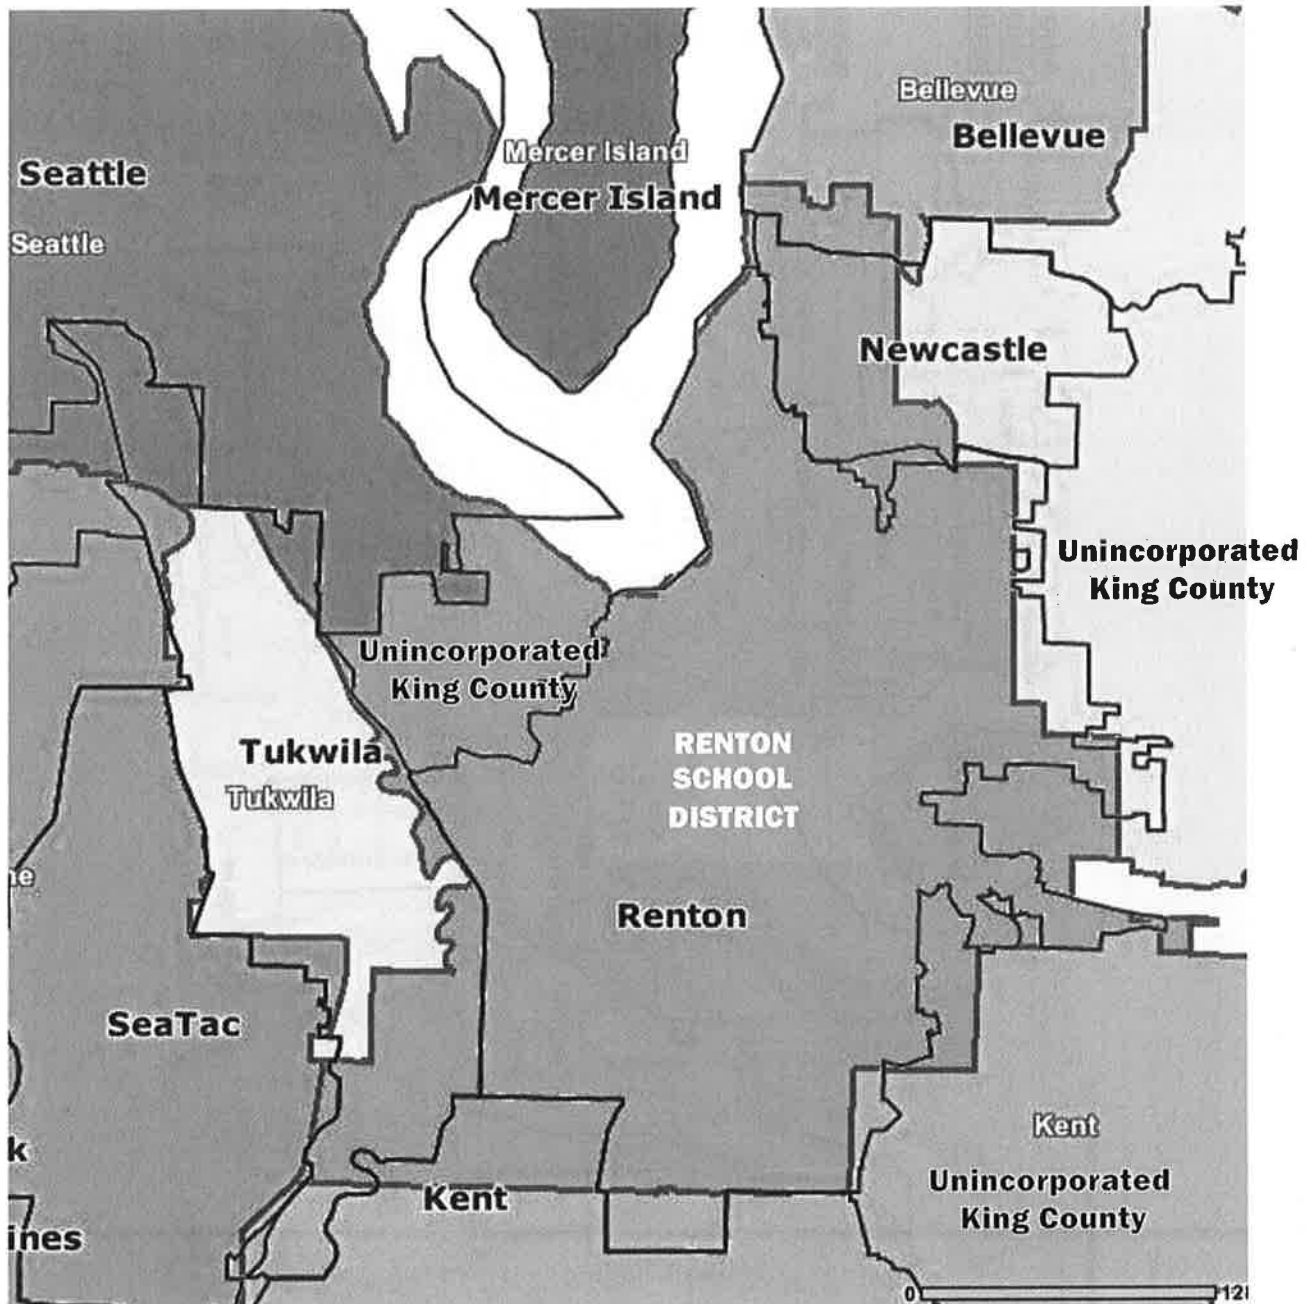 Bellevue
Bellevue
Mercer Island
Mercer Island
Seattle
Seattle
Newcastle
Unincorporated
King County
Unincorporated
King County
Tukwila
Tukwila
RENTON
SCHOOL
DISTRICT
Renton
SeaTac
Kent
Kent
Unincorporated
King County
ines
0